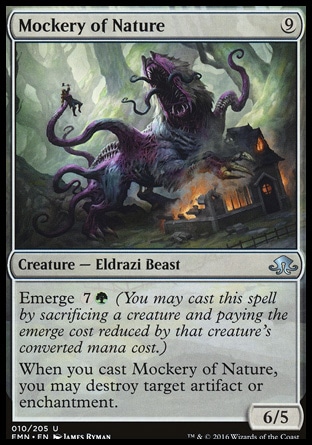 Mockery of Nature 9
Creature — Eldrazi Beast
Emerge 7 (You may cast this spell
by sacrificing a creature and paying the
emerge cost reduced by that creature's
converted mana cost.)
When you cast Mockery of Nature,
you may destroy target artifact or
enchantment.
6/5
010/205 U
EMN • EN James Ryman
™ & © 2016 Wizards of the Coast